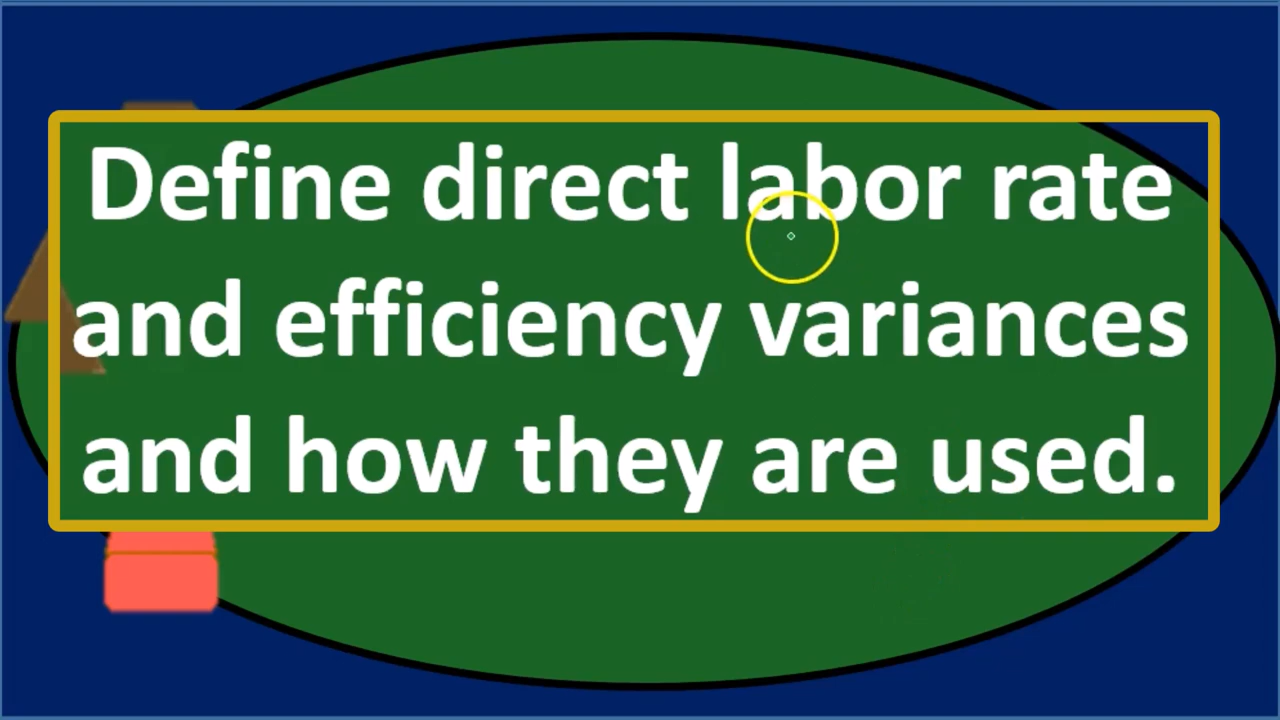 Define direct labor rate
and efficiency variances
and how they are used.